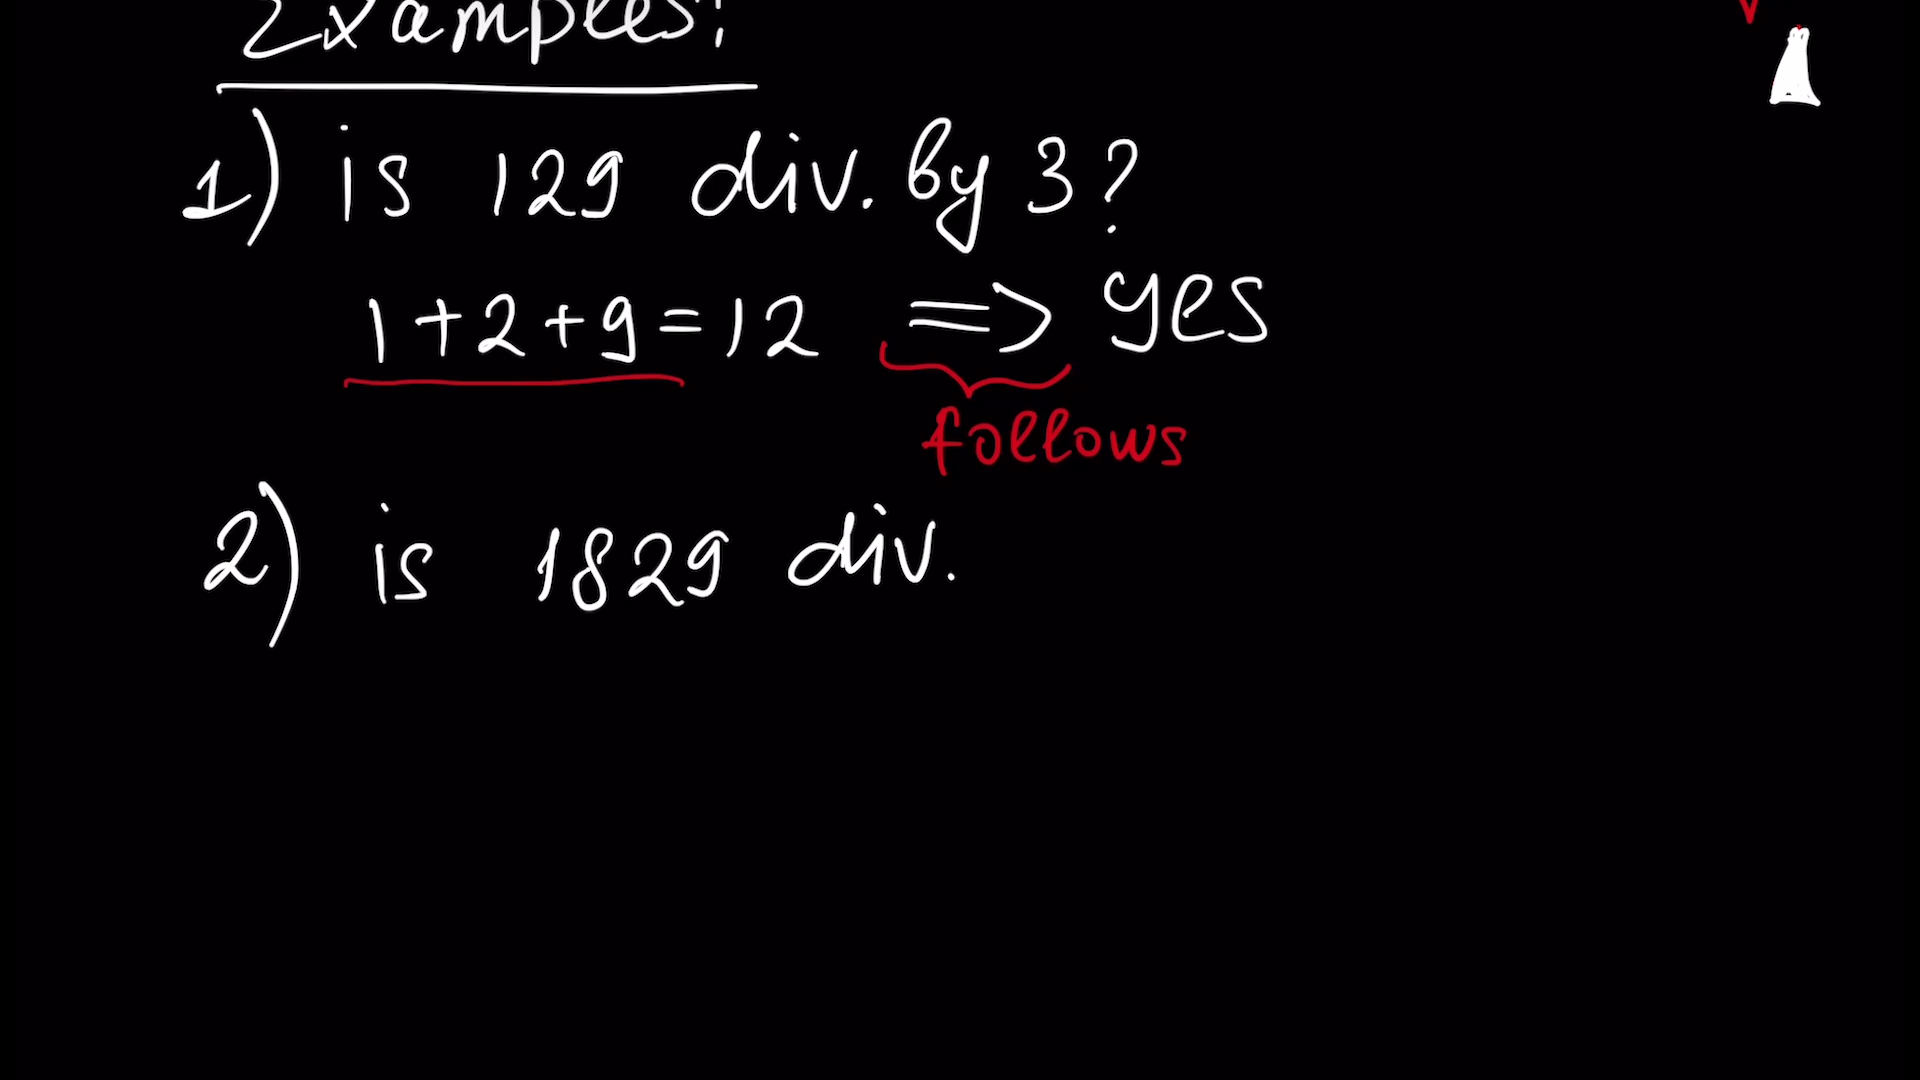 Examples:
1) is 129 div. by 3?
1+2+9=12 => yes
follows
2) is 1829 div.